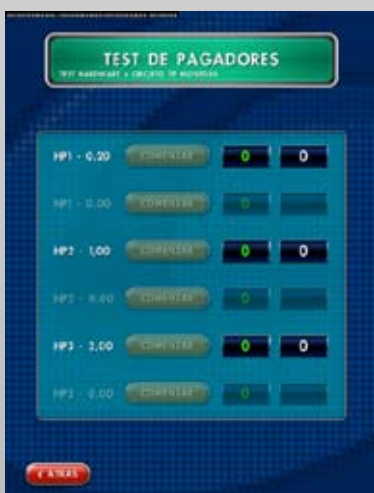 TEST DE PAGADORES
TEST HARDWARE > CIRCUITO DE MONEDAS
HP1 - 0,20 COMENZAR 0 0
HP1 - 0,00 COMENZAR 0
HP2 - 1,00 COMENZAR 0 0
HP2 - 0,00 COMENZAR 0
HP3 - 2,00 COMENZAR 0 0
HP3 - 0,00 COMENZAR 0
< ATRAS